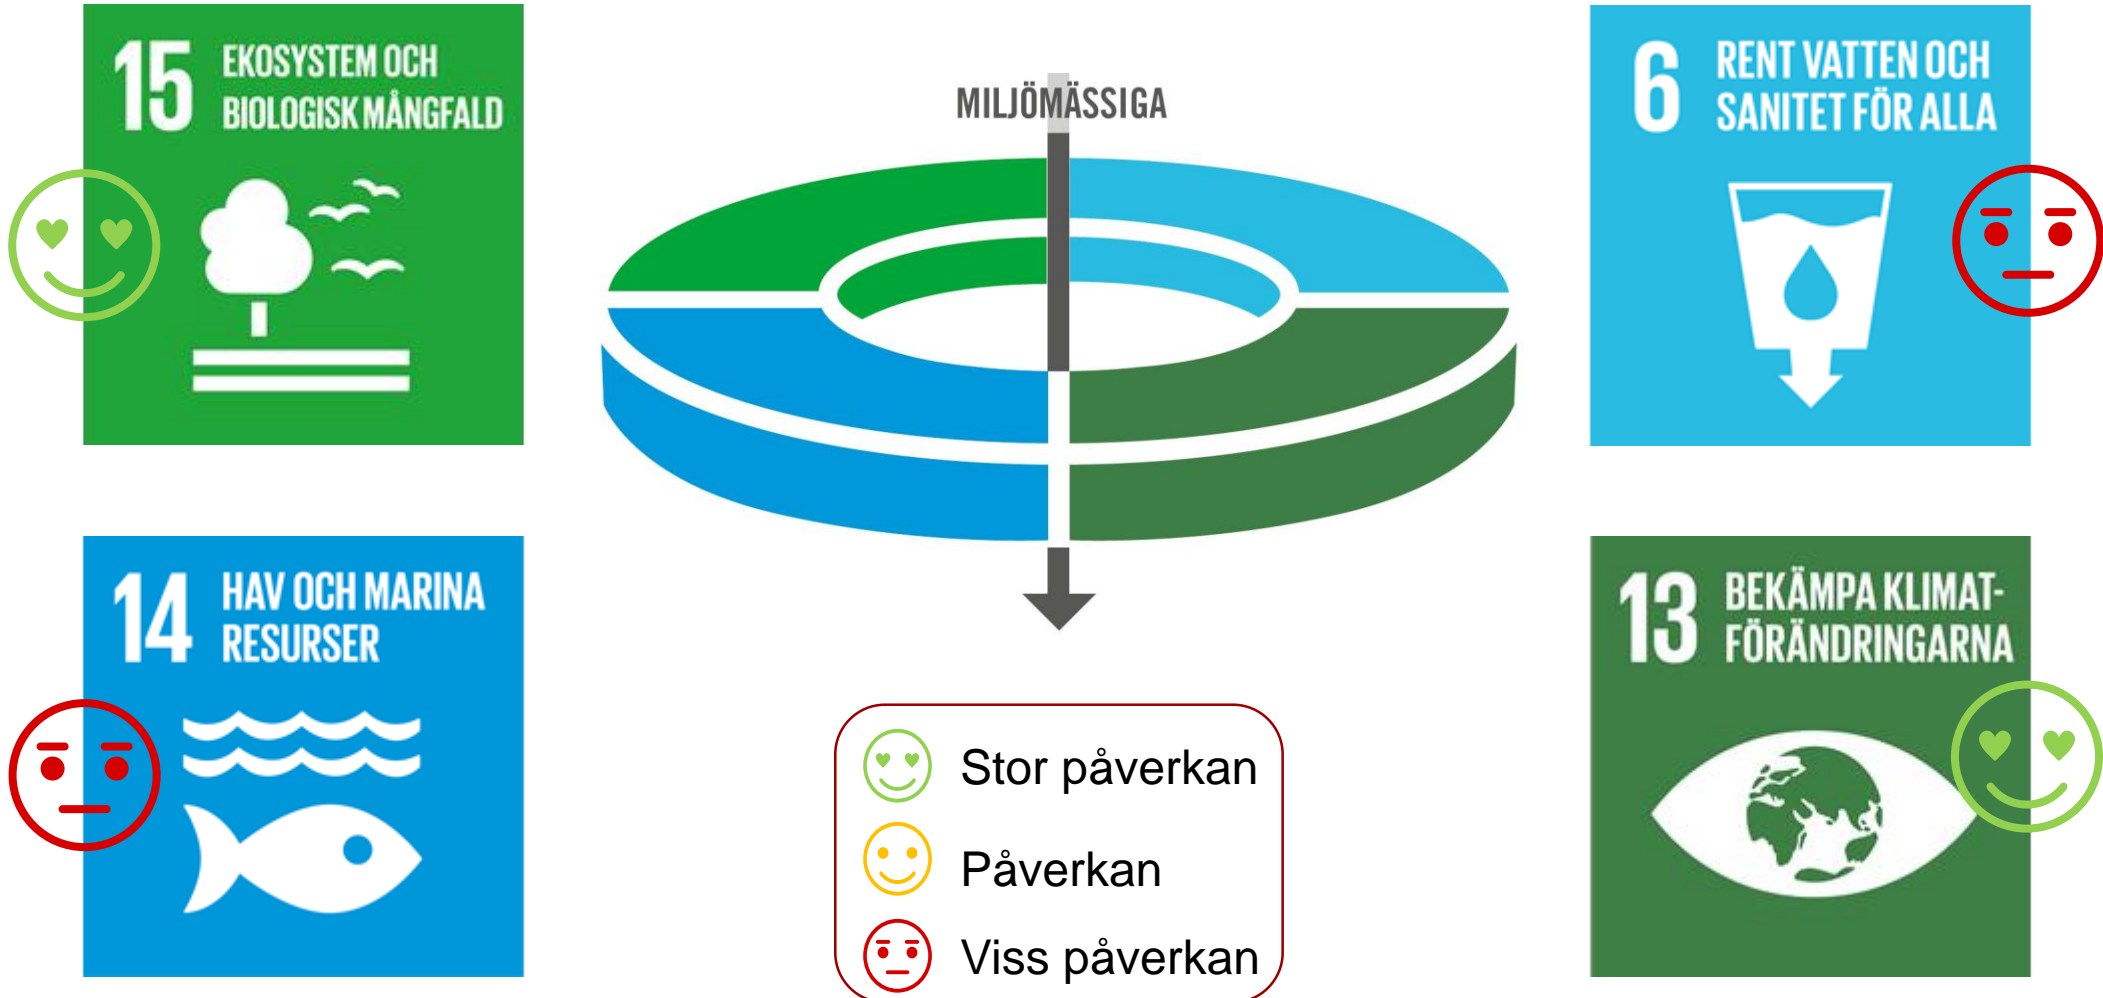 15 EKOSYSTEM OCH
BIOLOGISK MÅNGFALD
MILJÖMÄSSIGA
6 RENT VATTEN OCH
SANITET FÖR ALLA
14 HAV OCH MARINA
RESURSER
13 BEKÄMPA KLIMAT-
FÖRÄNDRINGARNA
Stor påverkan
Påverkan
Viss påverkan